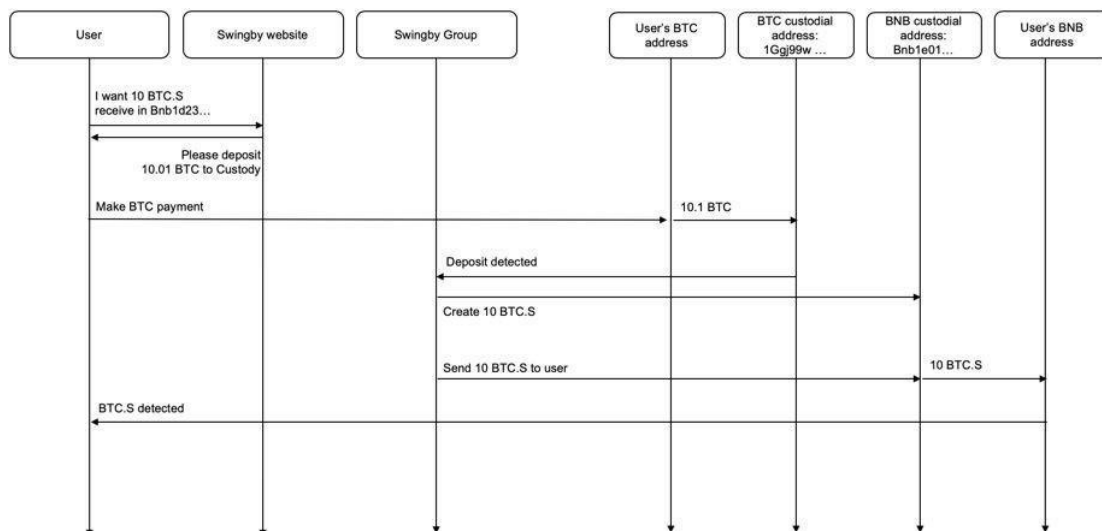 User
Swingby website
Swingby Group
User's BTC
address
BTC custodial
address:
1Ggj99w ...
BNB custodial
address:
Bnb1e01...
User's BNB
address
I want 10 BTC.S
receive in Bnb1d23...
Please deposit
10.01 BTC to Custody
Make BTC payment
10.1 BTC
Deposit detected
Create 10 BTC.S
Send 10 BTC.S to user
10 BTC.S
BTC.S detected